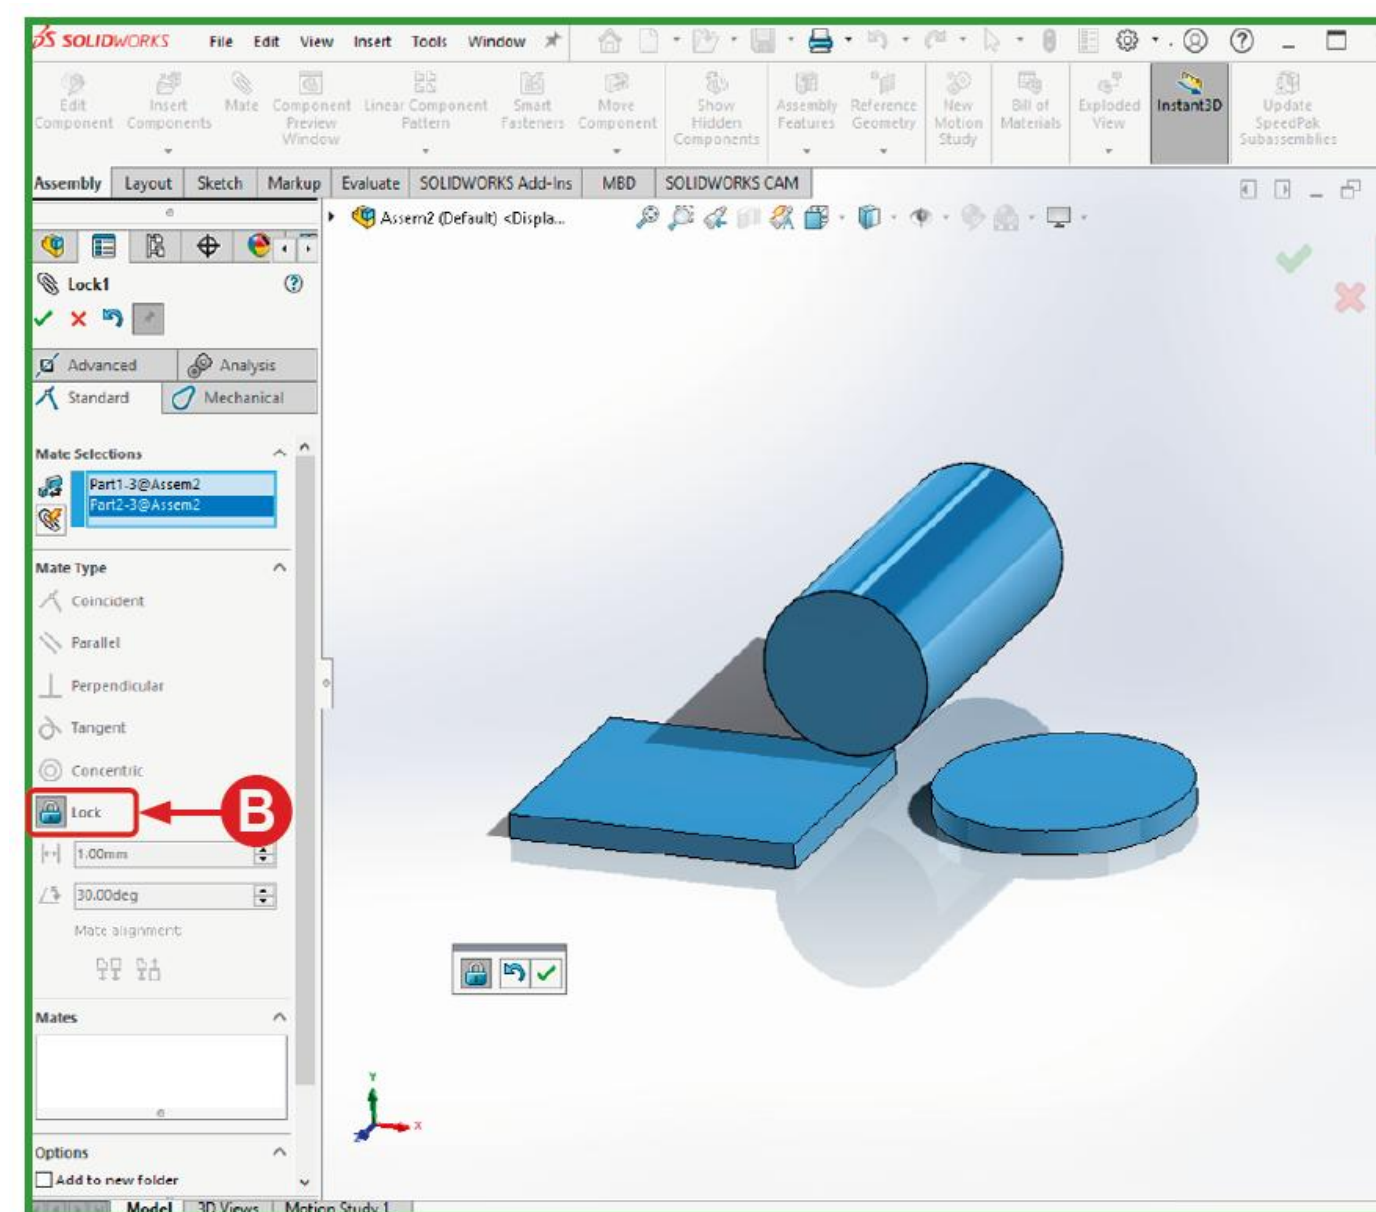 SOLIDWORKS File Edit View Insert Tools Window
Edit Component
Insert Components
Mate
Component Preview Window
Linear Component Pattern
Smart Fasteners
Move Component
Show Hidden Components
Assembly Features
Reference Geometry
New Motion Study
Bill of Materials
Exploded View
Instant3D
Update SpeedPak Subassemblies
Assembly Layout Sketch Markup Evaluate SOLIDWORKS Add-Ins MBD SOLIDWORKS CAM
Assem2 (Default) <Displa...
Lock1
Advanced Analysis
Standard Mechanical
Mate Selections
Part1-3@Assem2
Part2-3@Assem2
Mate Type
Coincident
Parallel
Perpendicular
Tangent
Concentric
Lock
B
1.00mm
30.00deg
Mate alignment:
Mates
Y
X
Z
Options
Add to new folder
Model 3D Views Motion Study 1